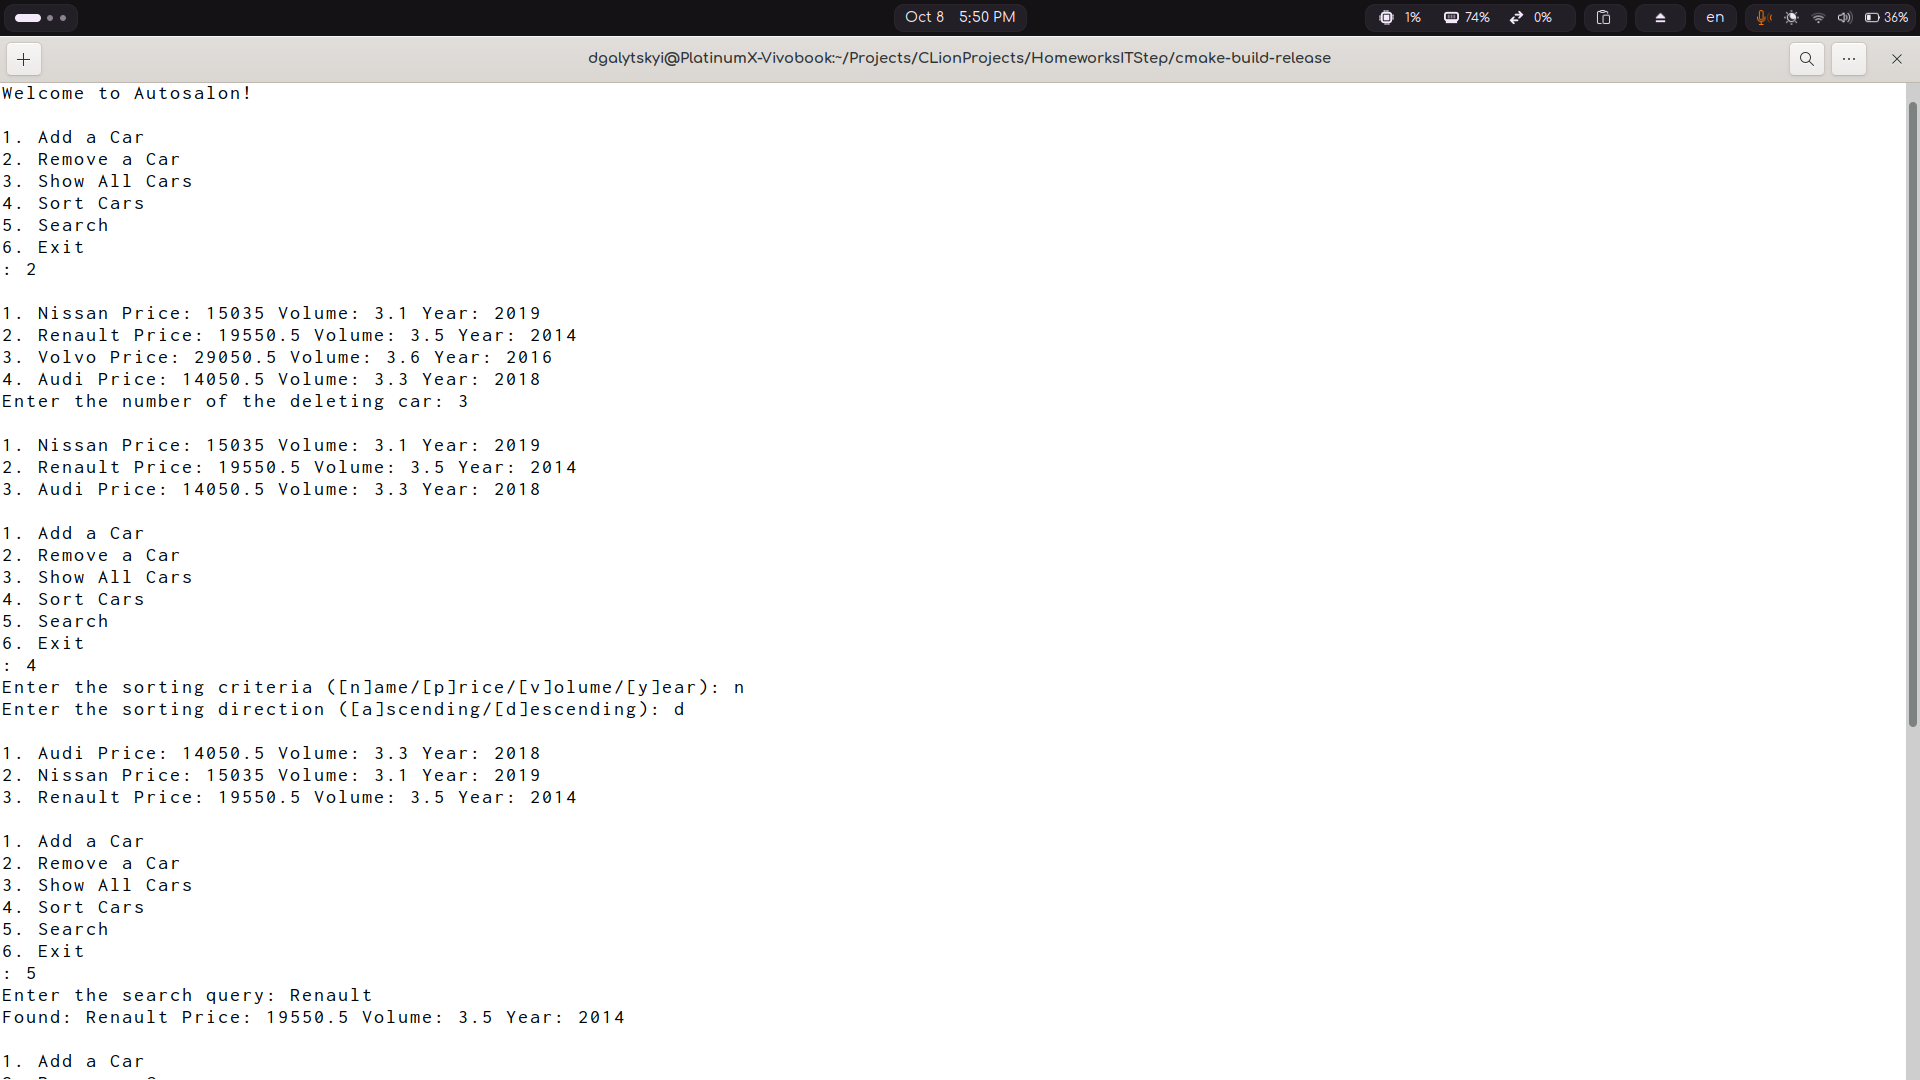 Oct 8 5:50 PM
1% 74% 0% en 36%
dgalytskyi@PlatinumX-Vivobook:~/Projects/CLionProjects/HomeworksITStep/cmake-build-release
Welcome to Autosalon!
1. Add a Car
2. Remove a Car
3. Show All Cars
4. Sort Cars
5. Search
6. Exit
: 2
1. Nissan Price: 15035 Volume: 3.1 Year: 2019
2. Renault Price: 19550.5 Volume: 3.5 Year: 2014
3. Volvo Price: 29050.5 Volume: 3.6 Year: 2016
4. Audi Price: 14050.5 Volume: 3.3 Year: 2018
Enter the number of the deleting car: 3
1. Nissan Price: 15035 Volume: 3.1 Year: 2019
2. Renault Price: 19550.5 Volume: 3.5 Year: 2014
3. Audi Price: 14050.5 Volume: 3.3 Year: 2018
1. Add a Car
2. Remove a Car
3. Show All Cars
4. Sort Cars
5. Search
6. Exit
: 4
Enter the sorting criteria ([n]ame/[p]rice/[v]olume/[y]ear): n
Enter the sorting direction ([a]scending/[d]escending): d
1. Audi Price: 14050.5 Volume: 3.3 Year: 2018
2. Nissan Price: 15035 Volume: 3.1 Year: 2019
3. Renault Price: 19550.5 Volume: 3.5 Year: 2014
1. Add a Car
2. Remove a Car
3. Show All Cars
4. Sort Cars
5. Search
6. Exit
: 5
Enter the search query: Renault
Found: Renault Price: 19550.5 Volume: 3.5 Year: 2014
1. Add a Car